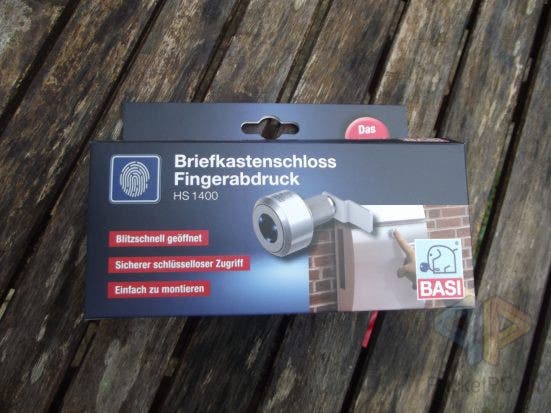 Das
Briefkastenschloss
Fingerabdruck
HS 1400
Blitzschnell geöffnet
Sicherer schlüsselloser Zugriff
Einfach zu montieren
BASI